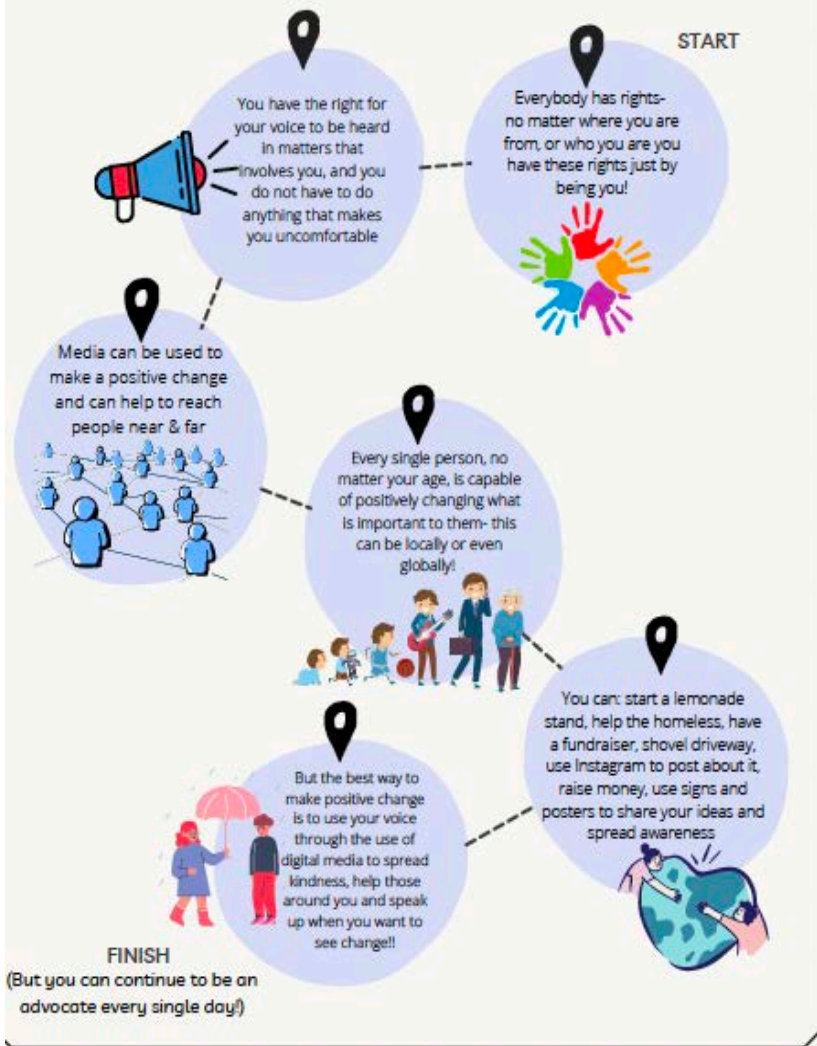 START
Everybody has rights-
no matter where you are
from, or who you are you
have these rights just by
being you!
You have the right for
your voice to be heard
in matters that
involves you, and you
do not have to do
anything that makes
you uncomfortable
Media can be used to
make a positive change
and can help to reach
people near & far
Every single person, no
matter your age, is capable
of positively changing what
is important to them- this
can be locally or even
globally!
You can: start a lemonade
stand, help the homeless, have
a fundraiser, shovel driveway,
use Instagram to post about it,
raise money, use signs and
posters to share your ideas and
spread awareness
But the best way to
make positive change
is to use your voice
through the use of
digital media to spread
kindness, help those
around you and speak
up when you want to
see change!!
FINISH
(But you can continue to be an
advocate every single day!)